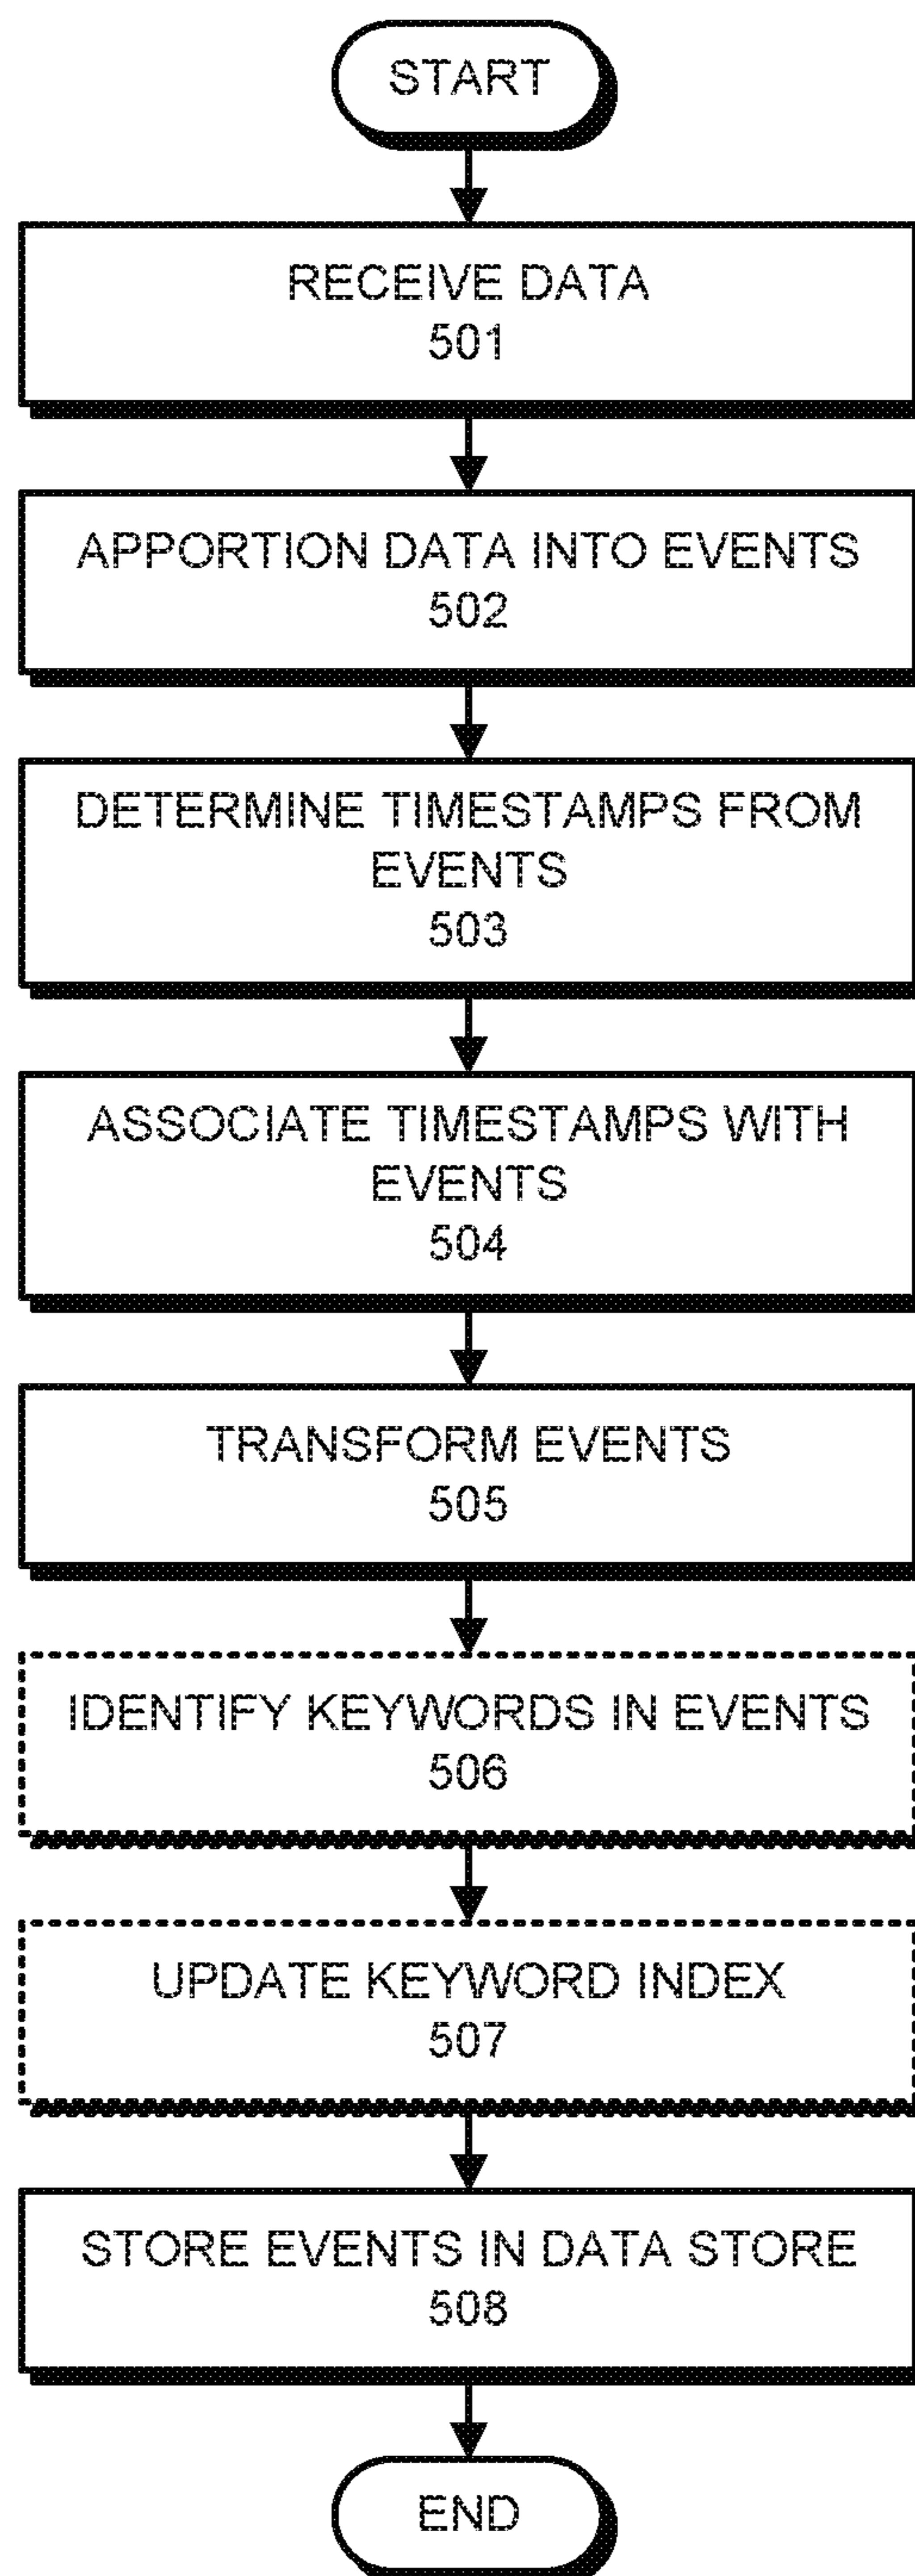 START
RECEIVE DATA
501
APPORTION DATA INTO EVENTS
502
DETERMINE TIMESTAMPS FROM
EVENTS
503
ASSOCIATE TIMESTAMPS WITH
EVENTS
504
TRANSFORM EVENTS
505
IDENTIFY KEYWORDS IN EVENTS
506
UPDATE KEYWORD INDEX
507
STORE EVENTS IN DATA STORE
508
END